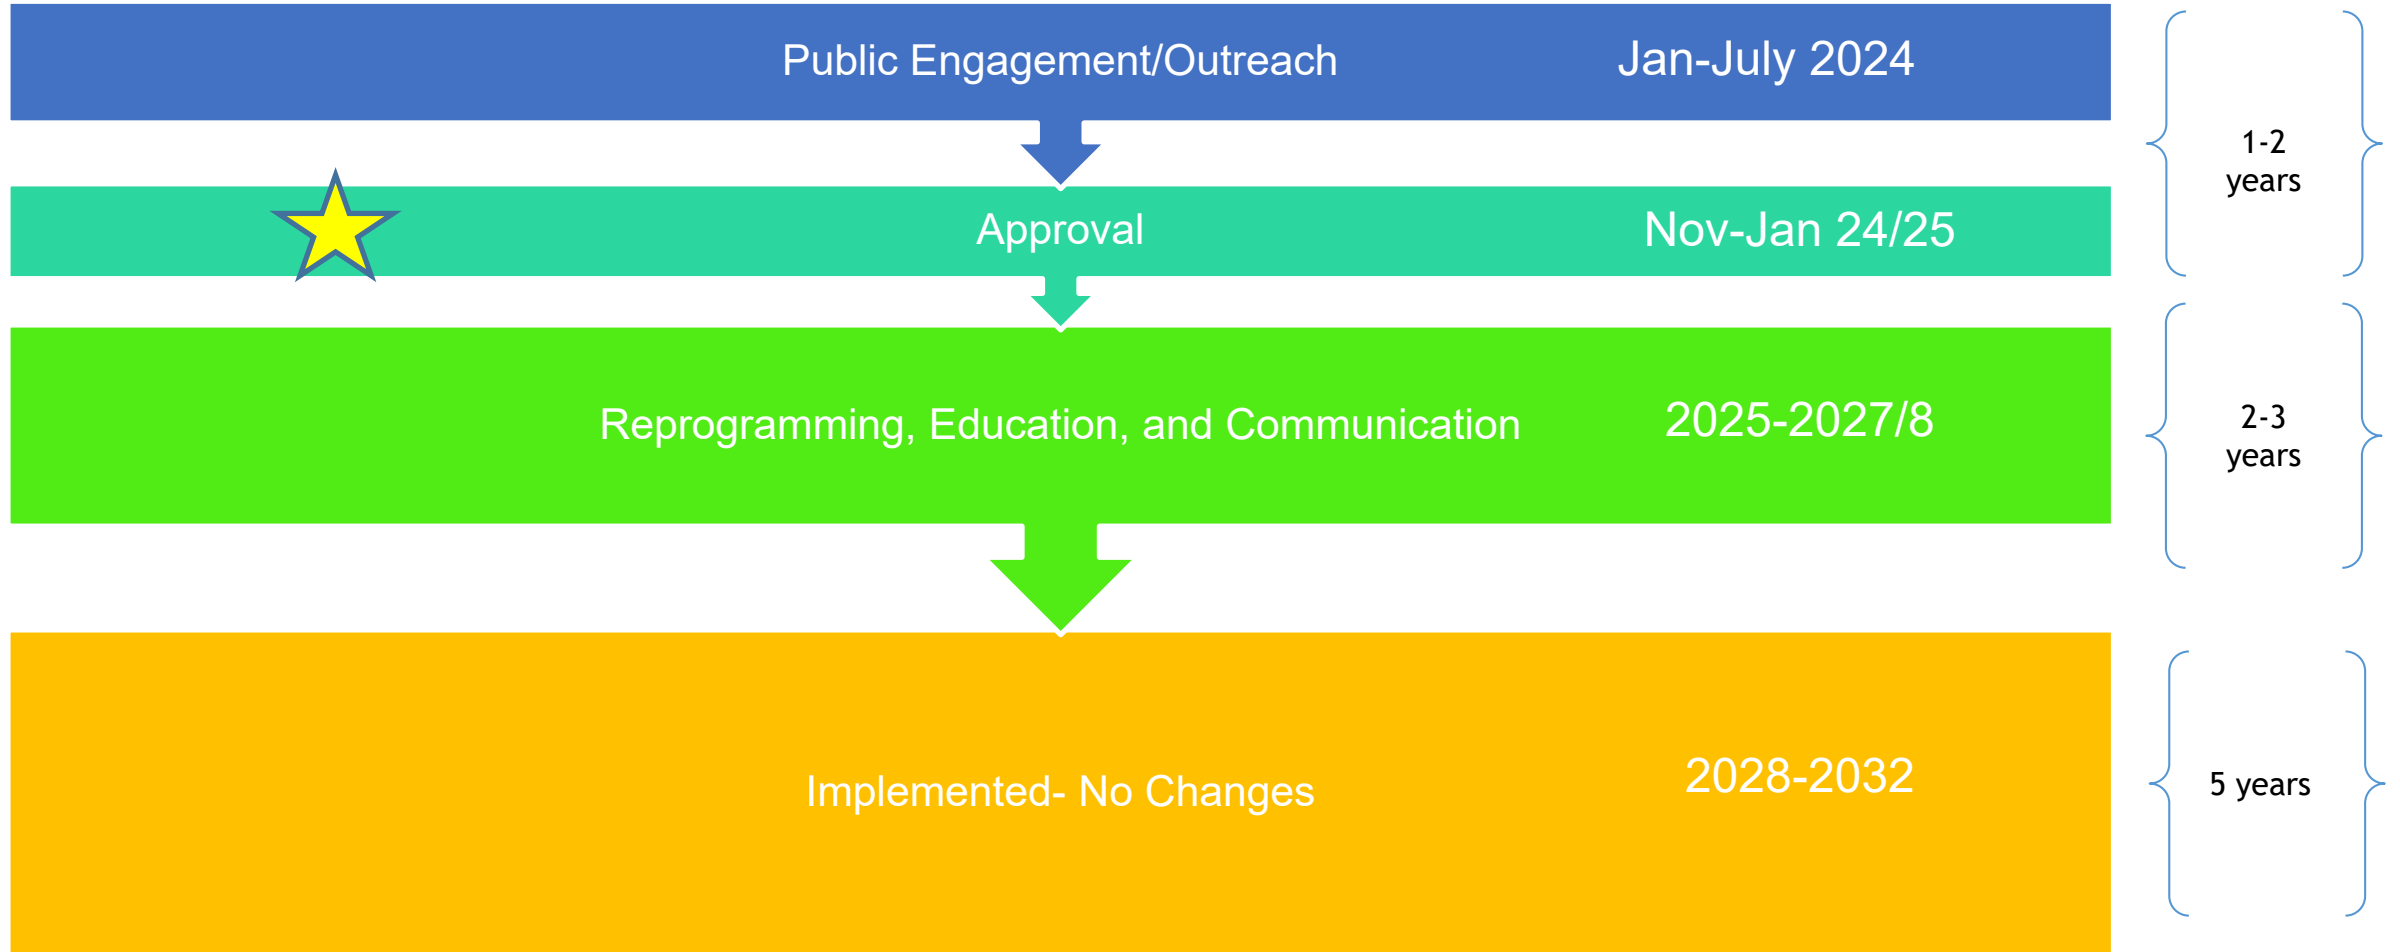 Public Engagement/Outreach
Jan-July 2024
1-2
years
Approval
Nov-Jan 24/25
Reprogramming, Education, and Communication
2025-2027/8
2-3
years
Implemented- No Changes
2028-2032
5 years